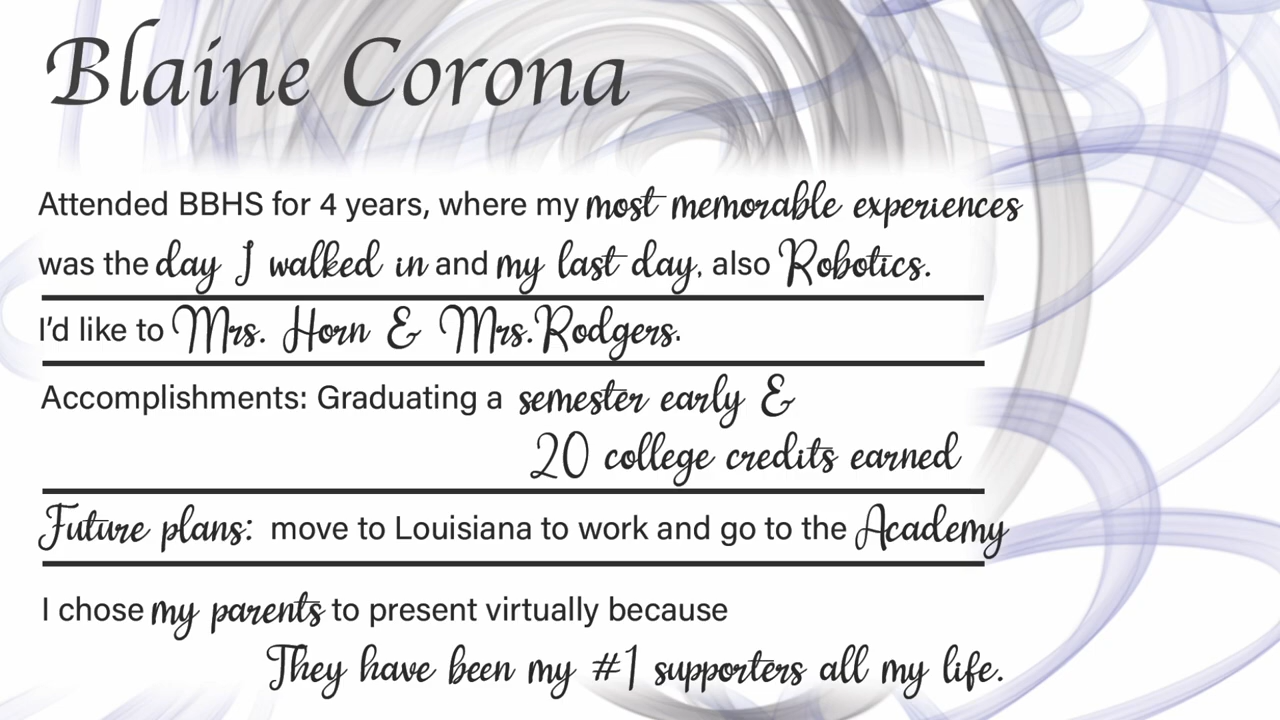 Blaine Corona
Attended BBHS for 4 years, where my most memorable experiences
was the day I walked in and my last day, also Robotics.
I'd like to Mrs. Horn & Mrs.Rodgers.
Accomplishments: Graduating a semester early &
20 college credits earned
Future plans: move to Louisiana to work and go to the Academy
I chose my parents to present virtually because
They have been my #1 supporters all my life.